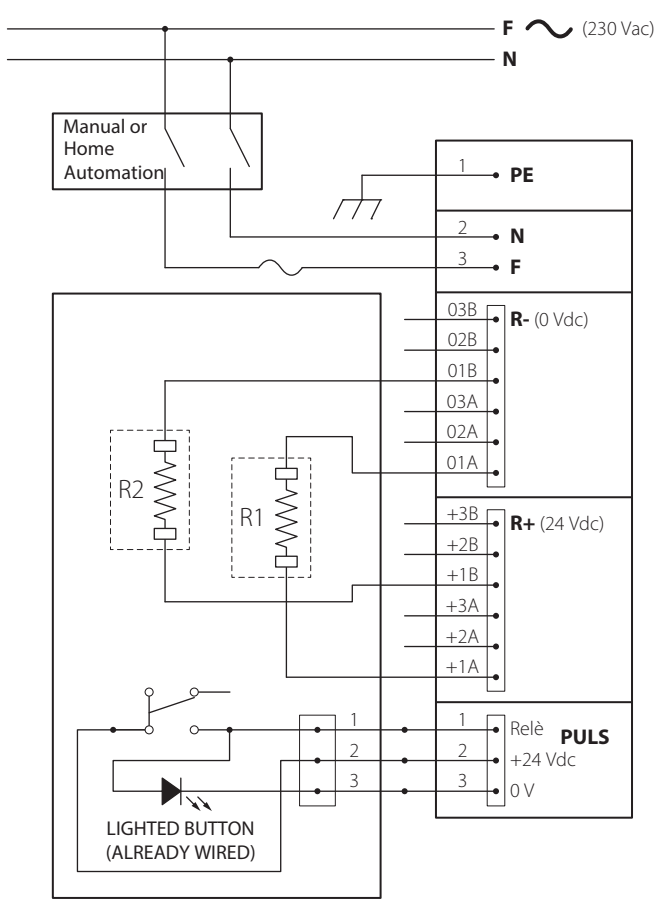 F (230 Vac)
N
Manual or
Home
Automation
1 PE
2 N
3 F
03B R- (0 Vdc)
02B
01B
03A
02A
01A
R2
R1
+3B R+ (24 Vdc)
+2B
+1B
+3A
+2A
+1A
1 1 Relè PULS
2 2 +24 Vdc
3 3 0 V
LIGHTED BUTTON
(ALREADY WIRED)